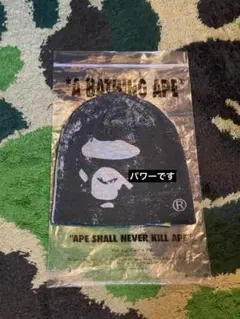 "A BATHING APE"
パワーです
®
"APE SHALL NEVER KILL APE"